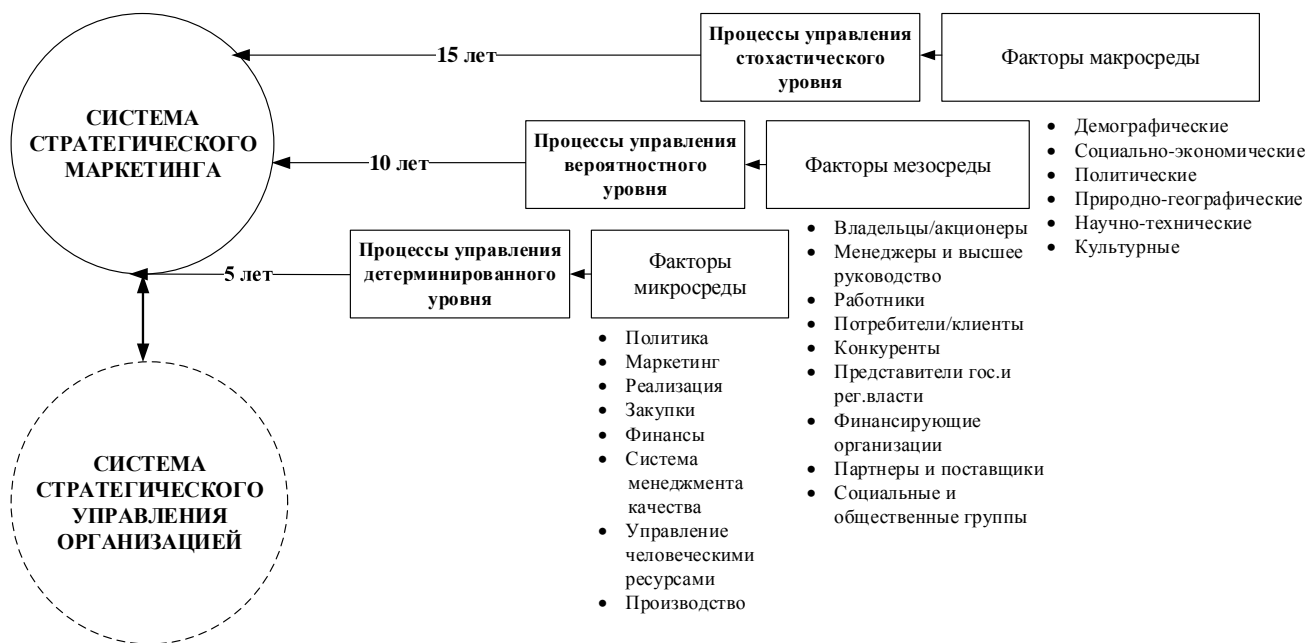 СИСТЕМА
СТРАТЕГИЧЕСКОГО
МАРКЕТИНГА
15 лет
Процессы управления
стохастического
уровня
Факторы макросреды
• Демографические
• Социально-экономические
• Политические
• Природно-географические
• Научно-технические
• Культурные
10 лет
Процессы управления
вероятностного
уровня
Факторы мезосреды
• Владельцы/акционеры
• Менеджеры и высшее
руководство
• Работники
• Потребители/клиенты
• Конкуренты
• Представители гос.и
рег.власти
• Финансирующие
организации
• Партнеры и поставщики
• Социальные и
общественные группы
5 лет
Процессы управления
детерминированного
уровня
Факторы
микросреды
• Политика
• Маркетинг
• Реализация
• Закупки
• Финансы
• Система
менеджмента
качества
• Управление
человеческими
ресурсами
• Производство
СИСТЕМА
СТРАТЕГИЧЕСКОГО
УПРАВЛЕНИЯ
ОРГАНИЗАЦИЕЙ